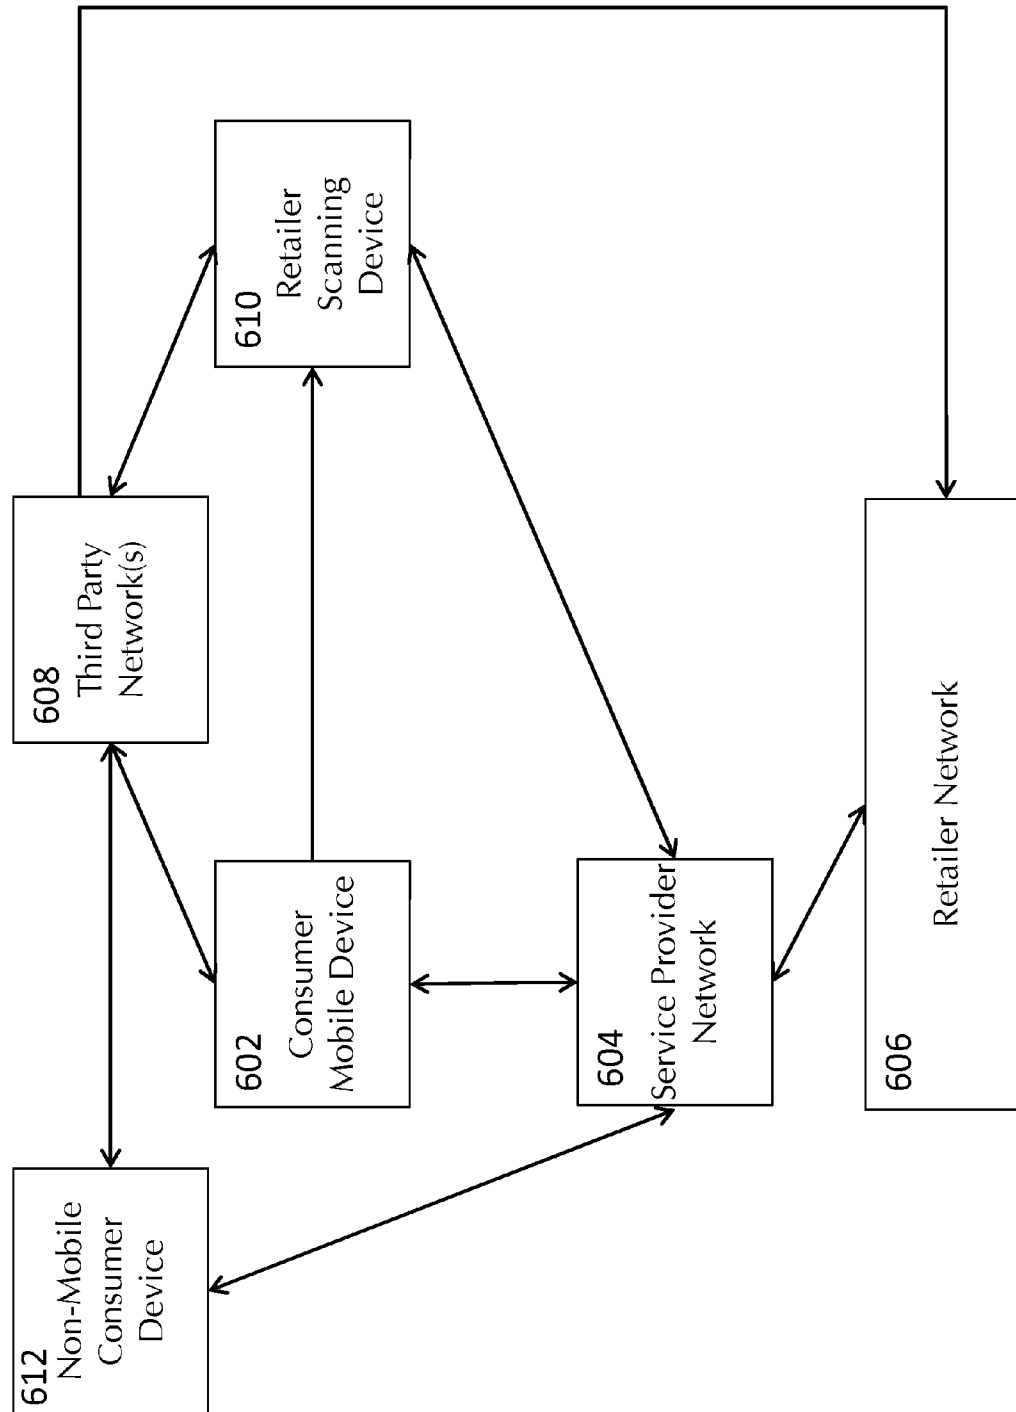 612
Non-Mobile
Consumer
Device
608
Third Party
Network(s)
602
Consumer
Mobile Device
610
Retailer
Scanning
Device
604
Service Provider
Network
606
Retailer Network